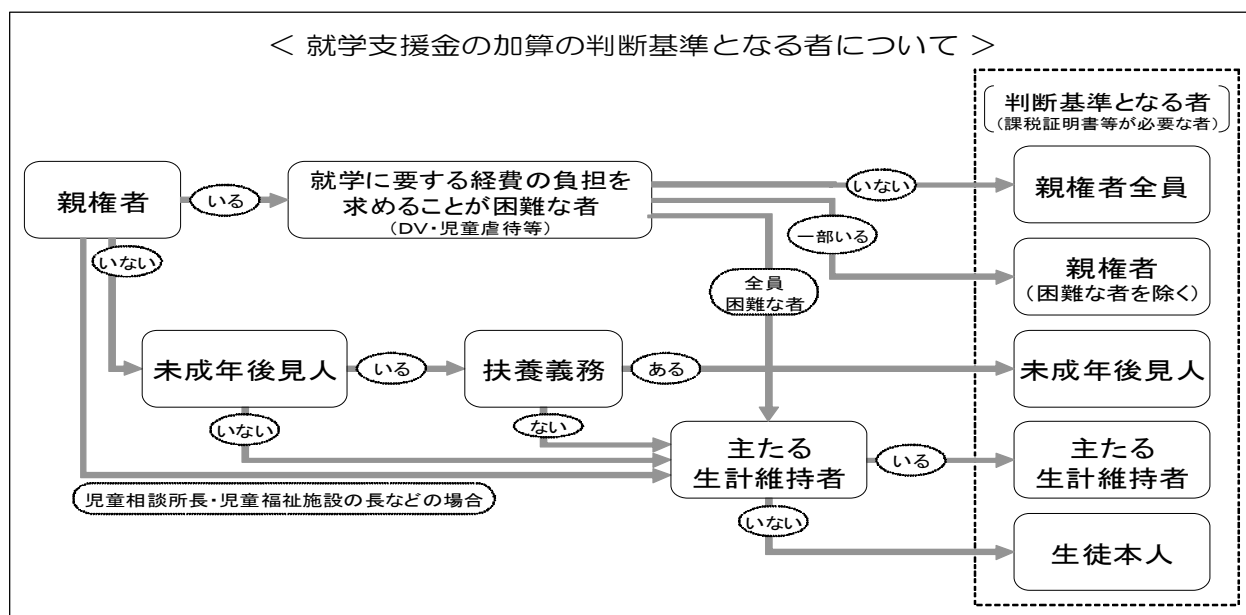 ＜ 就学支援金の加算の判断基準となる者について ＞
判断基準となる者
（課税証明書等が必要な者）
親権者
いる
就学に要する経費の負担を
求めることが困難な者
（DV・児童虐待等）
いない
親権者全員
一部いる
親権者
（困難な者を除く）
全員
困難な者
いない
未成年後見人
いる
扶養義務
ある
未成年後見人
いない
ない
主たる
生計維持者
いる
主たる
生計維持者
児童相談所長・児童福祉施設の長などの場合
いない
生徒本人